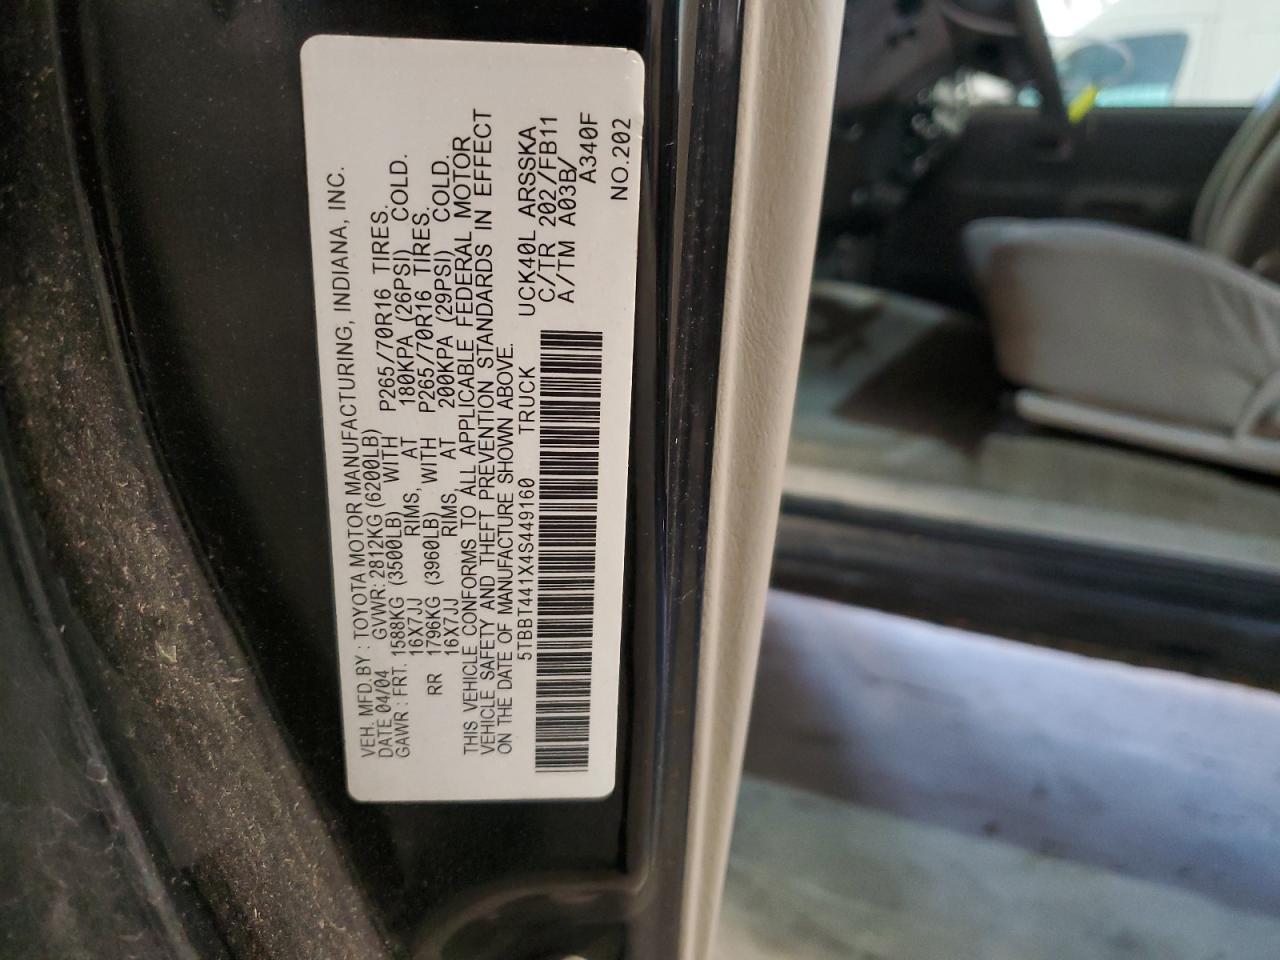 VEH. MFD. BY : TOYOTA MOTOR MANUFACTURING, INDIANA, INC.
DATE 04/04 GVWR: 2812KG (6200LB)
GAWR : FRT. 1588KG (3500LB) WITH P265/70R16 TIRES,
16X7JJ RIMS, AT 180KPA (26PSI) COLD.
RR 1796KG (3960LB) WITH P265/70R16 TIRES,
16X7JJ RIMS, AT 200KPA (29PSI) COLD.
THIS VEHICLE CONFORMS TO ALL APPLICABLE FEDERAL MOTOR
VEHICLE SAFETY AND THEFT PREVENTION STANDARDS IN EFFECT
ON THE DATE OF MANUFACTURE SHOWN ABOVE.
5TBBT441X4S449160 TRUCK
UCK40L ARSSKA
C/TR 202/FB11
A/TM A03B/
A340F
NO.202